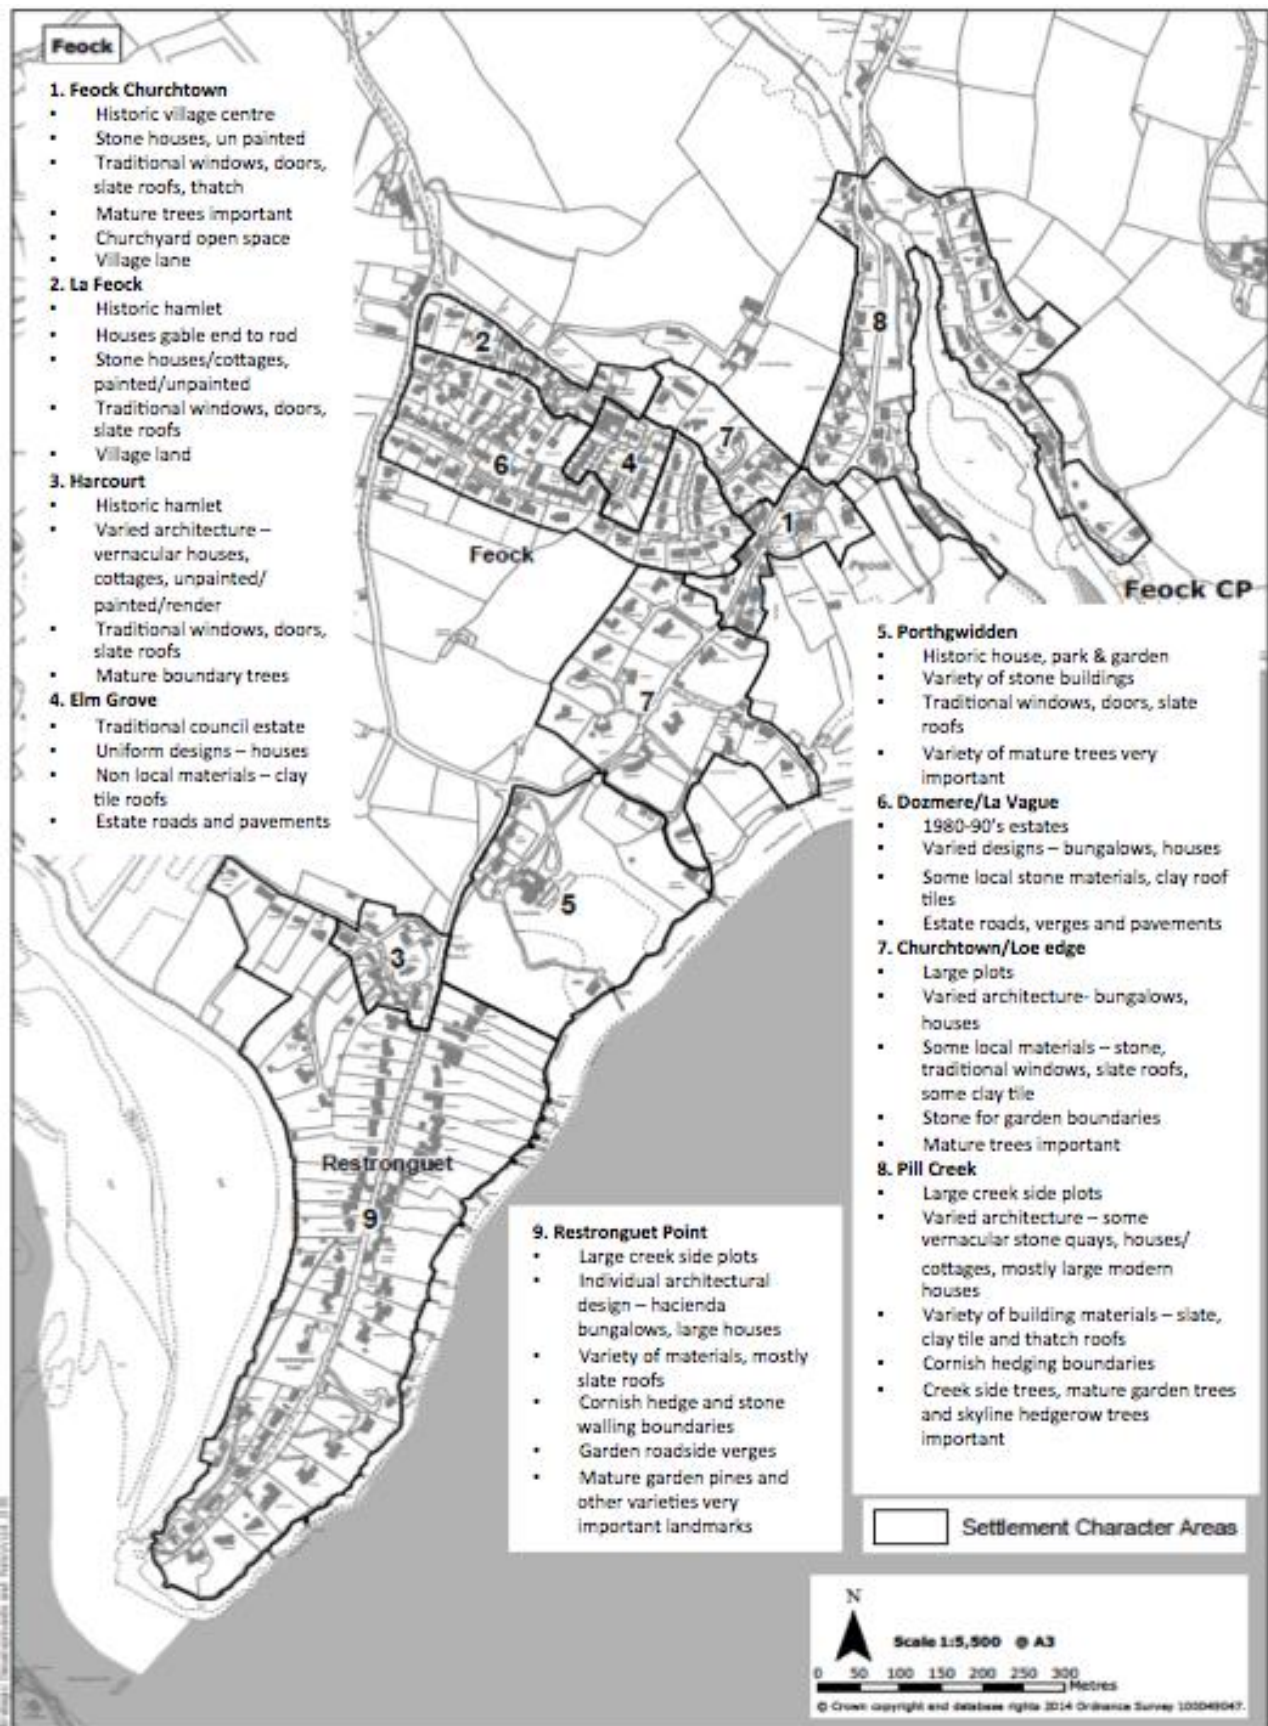 Feock
1. Feock Churchtown
▪ Historic village centre
▪ Stone houses, un painted
▪ Traditional windows, doors,
slate roofs, thatch
▪ Mature trees important
▪ Churchyard open space
▪ Village lane
2. La Feock
▪ Historic hamlet
▪ Houses gable end to rod
▪ Stone houses/cottages,
painted/unpainted
▪ Traditional windows, doors,
slate roofs
▪ Village land
3. Harcourt
▪ Historic hamlet
▪ Varied architecture –
vernacular houses,
cottages, unpainted/
painted/render
▪ Traditional windows, doors,
slate roofs
▪ Mature boundary trees
4. Elm Grove
▪ Traditional council estate
▪ Uniform designs – houses
▪ Non local materials – clay
tile roofs
▪ Estate roads and pavements
2
8
7
6
4
1
Feock
Feock
Feock CP
7
5
3
Restronguet
9
5. Porthgwidden
▪ Historic house, park & garden
▪ Variety of stone buildings
▪ Traditional windows, doors, slate
roofs
▪ Variety of mature trees very
important
6. Dozmere/La Vague
▪ 1980-90's estates
▪ Varied designs – bungalows, houses
▪ Some local stone materials, clay roof
tiles
▪ Estate roads, verges and pavements
7. Churchtown/Loe edge
▪ Large plots
▪ Varied architecture- bungalows,
houses
▪ Some local materials – stone,
traditional windows, slate roofs,
some clay tile
▪ Stone for garden boundaries
▪ Mature trees important
8. Pill Creek
▪ Large creek side plots
▪ Varied architecture – some
vernacular stone quays, houses/
cottages, mostly large modern
houses
▪ Variety of building materials – slate,
clay tile and thatch roofs
▪ Cornish hedging boundaries
▪ Creek side trees, mature garden trees
and skyline hedgerow trees
important
9. Restronguet Point
▪ Large creek side plots
▪ Individual architectural
design – hacienda
bungalows, large houses
▪ Variety of materials, mostly
slate roofs
▪ Cornish hedge and stone
walling boundaries
▪ Garden roadside verges
▪ Mature garden pines and
other varieties very
important landmarks
Settlement Character Areas
N
Scale 1:5,500 @ A3
0 50 100 150 200 250 300
Metres
© Crown copyright and database rights 2014 Ordnance Survey 100049047.